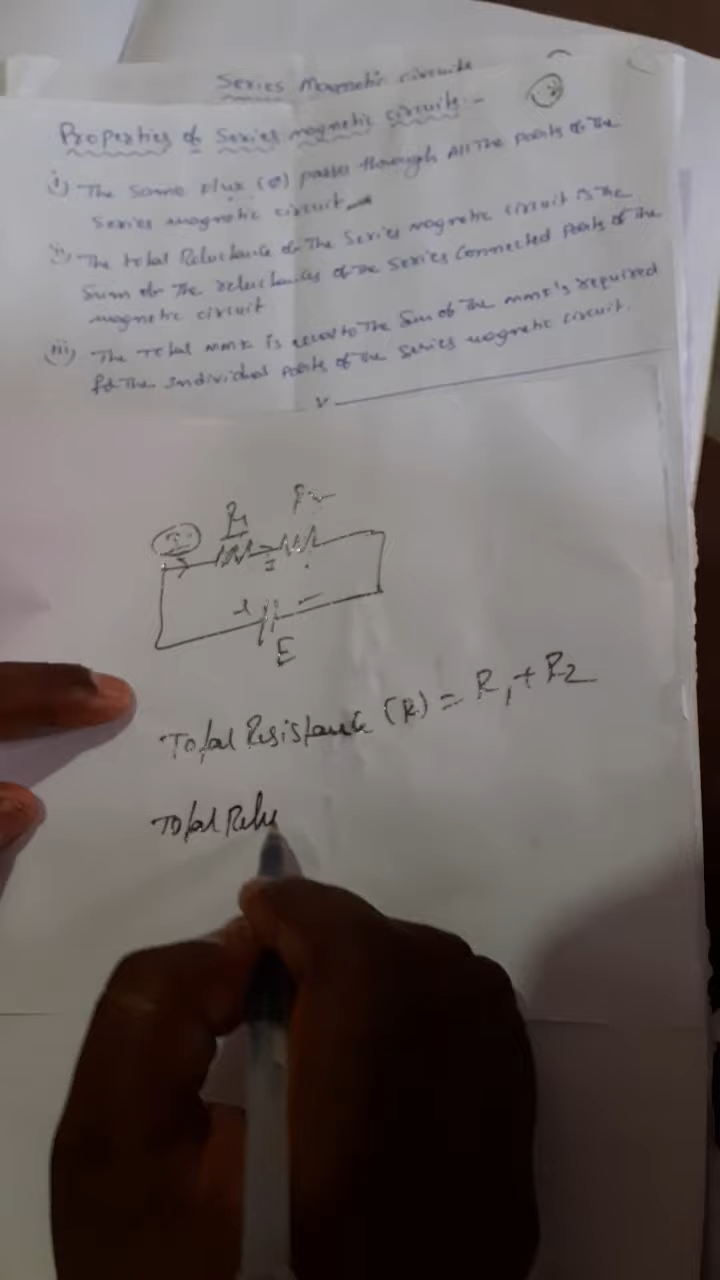 Series Magnetic circuits
Properties of Series magnetic circuits:-
i) The same flux (Φ) passes through All The parts of The
Series magnetic circuit
ii) The total Reluctance of The Series magnetic circuit is The
Sum of The reluctances of The Series Connected parts of the
magnetic circuit
(iii) The Total mmf is equal to The Sum of The mmf's required
for The Individual parts of the series magnetic circuit.
R1 R2
I
I
+ -
E
Total Resistance (R) = R1 + R2
Total Relu